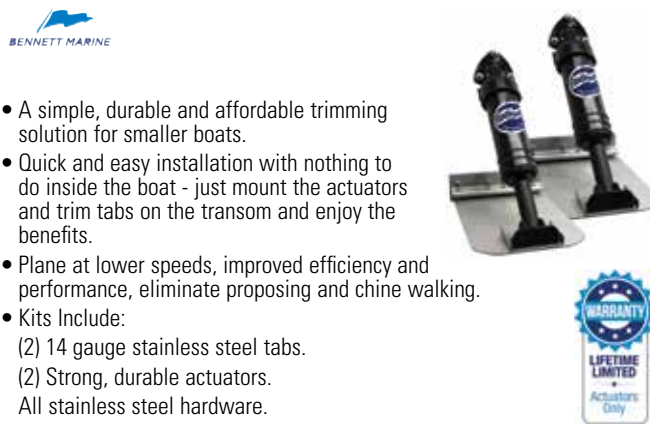 BENNETT MARINE
• A simple, durable and affordable trimming
solution for smaller boats.
• Quick and easy installation with nothing to
do inside the boat - just mount the actuators
and trim tabs on the transom and enjoy the
benefits.
• Plane at lower speeds, improved efficiency and
performance, eliminate proposing and chine walking.
• Kits Include:
(2) 14 gauge stainless steel tabs.
(2) Strong, durable actuators.
All stainless steel hardware.
WARRANTY
LIFETIME
LIMITED
Actuators
Only